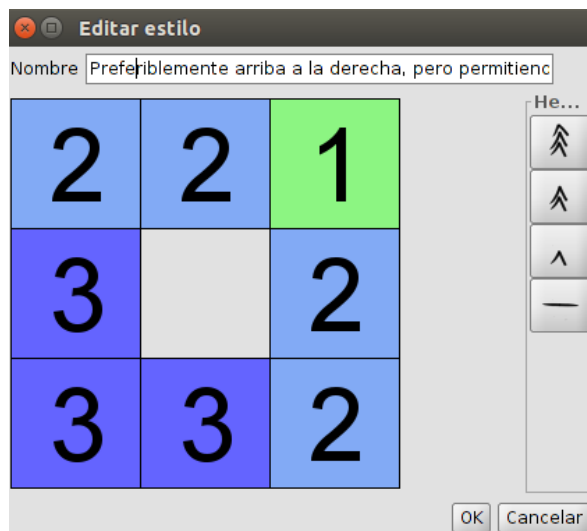 Editar estilo
Nombre Preferiblemente arriba a la derecha, pero permitienc
He...
2 2 1
3 2
3 3 2
OK Cancelar